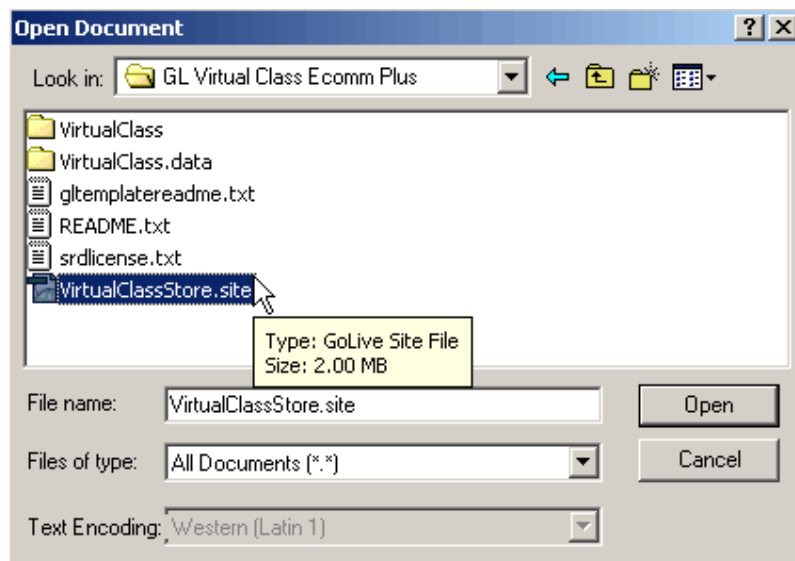 Open Document
Look in: GL Virtual Class Ecomm Plus
VirtualClass
VirtualClass.data
gltemplatereadme.txt
README.txt
srdlicense.txt
VirtualClassStore.site
Type: GoLive Site File
Size: 2.00 MB
File name: VirtualClassStore.site Open
Files of type: All Documents (*.*) Cancel
Text Encoding: Western (Latin 1)